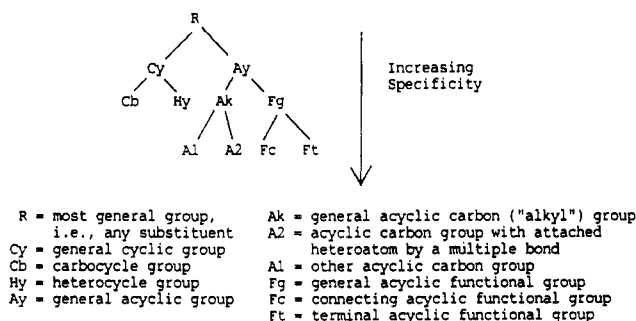 R
Cy Ay
Cb Hy Ak Fg
A1 A2 Fc Ft
Increasing
Specificity
R = most general group,
i.e., any substituent
Cy = general cyclic group
Cb = carbocycle group
Hy = heterocycle group
Ay = general acyclic group
Ak = general acyclic carbon ("alkyl") group
A2 = acyclic carbon group with attached
heteroatom by a multiple bond
A1 = other acyclic carbon group
Fg = general acyclic functional group
Fc = connecting acyclic functional group
Ft = terminal acyclic functional group